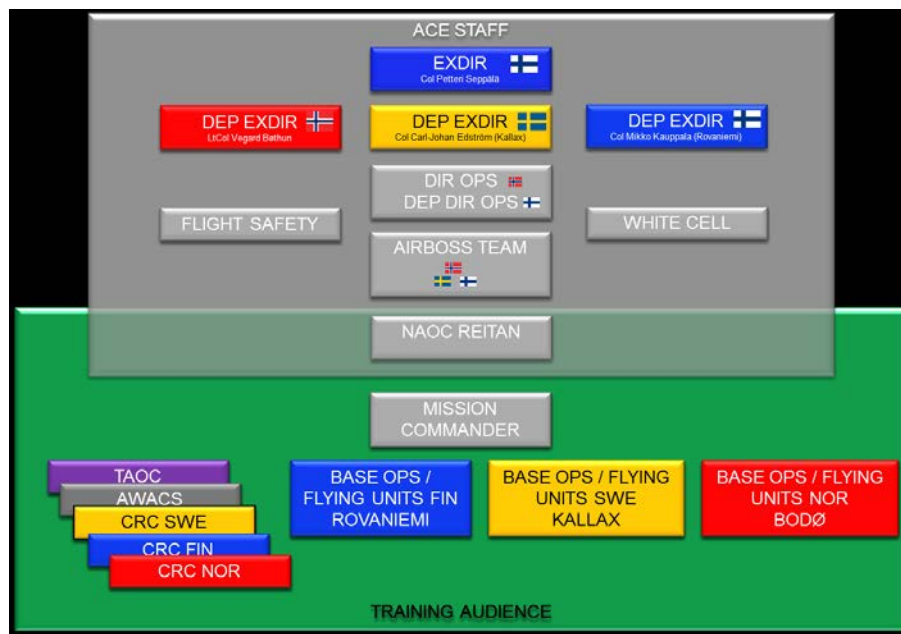 ACE STAFF
EXDIR
Col Petteri Seppälä
DEP EXDIR
LtCol Vegard Bøthun
DEP EXDIR
Col Carl-Johan Edström (Kallax)
DEP EXDIR
Col Mikko Kauppala (Rovaniemi)
DIR OPS
DEP DIR OPS
FLIGHT SAFETY
WHITE CELL
AIRBOSS TEAM
NAOC REITAN
MISSION
COMMANDER
TAOC
AWACS
CRC SWE
CRC FIN
CRC NOR
BASE OPS /
FLYING UNITS FIN
ROVANIEMI
BASE OPS / FLYING
UNITS SWE
KALLAX
BASE OPS / FLYING
UNITS NOR
BODØ
TRAINING AUDIENCE